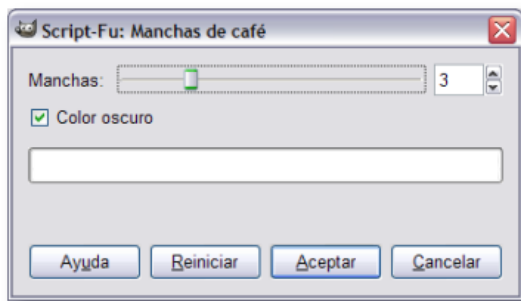 Script-Fu: Manchas de café
Manchas: 3
Color oscuro
Ayuda Reiniciar Aceptar Cancelar